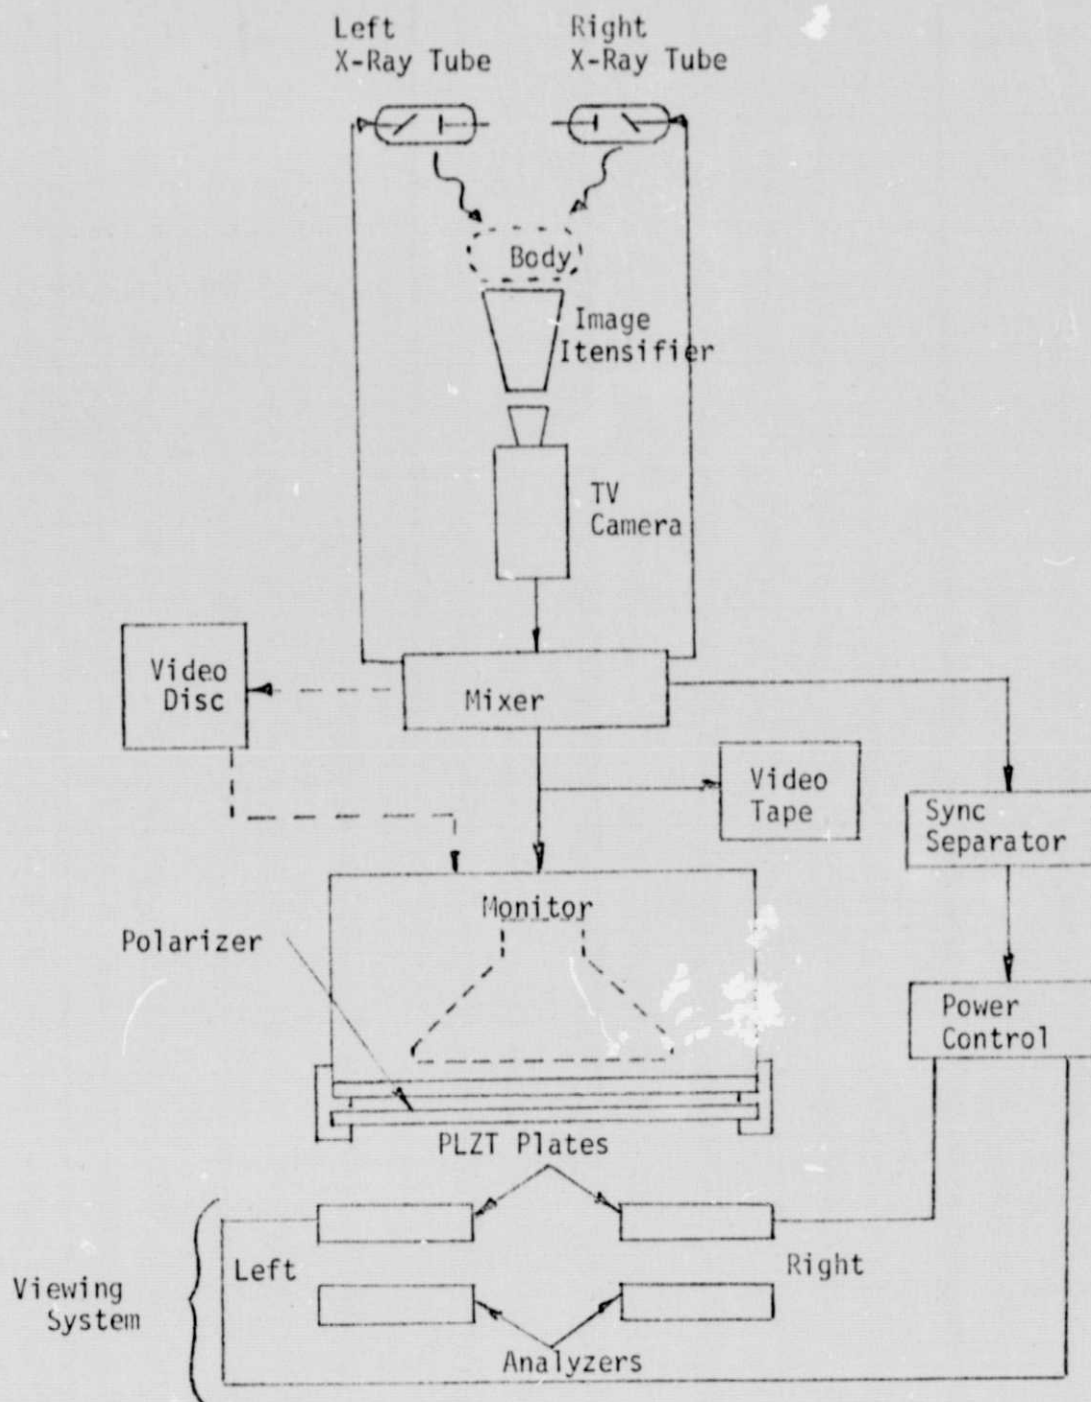 Left
X-Ray Tube
Right
X-Ray Tube
Body
Image
Itensifier
TV
Camera
Video
Disc
Mixer
Video
Tape
Sync
Separator
Monitor
Polarizer
Power
Control
PLZT Plates
Left
Right
Viewing
System
Analyzers